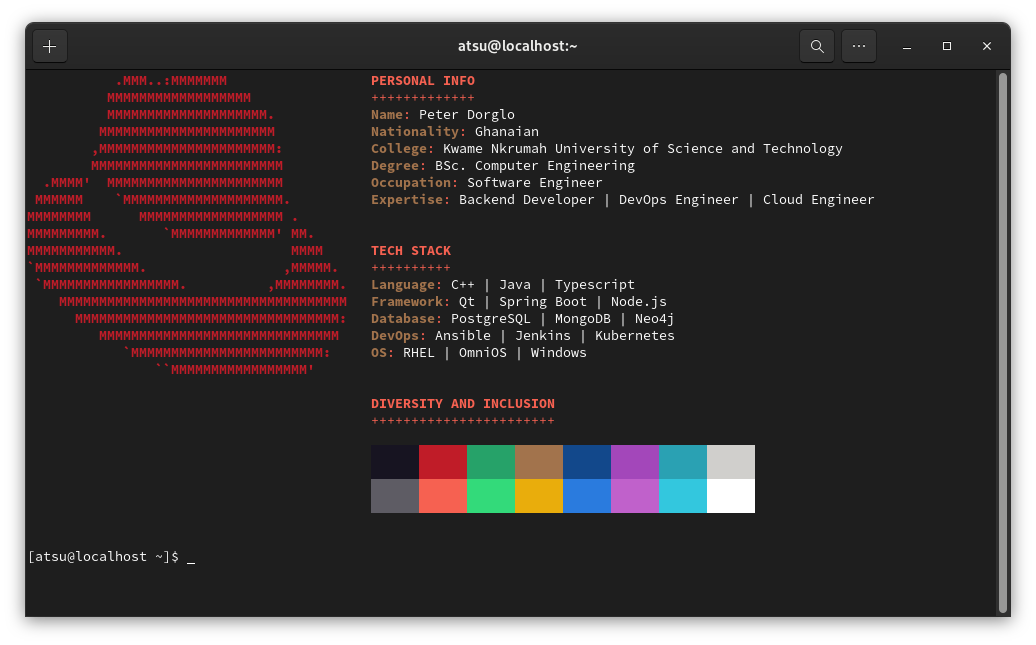 atsu@localhost:~
PERSONAL INFO
+++++++++++++
Name: Peter Dorglo
Nationality: Ghanaian
College: Kwame Nkrumah University of Science and Technology
Degree: BSc. Computer Engineering
Occupation: Software Engineer
Expertise: Backend Developer | DevOps Engineer | Cloud Engineer
TECH STACK
++++++++++
Language: C++ | Java | Typescript
Framework: Qt | Spring Boot | Node.js
Database: PostgreSQL | MongoDB | Neo4j
DevOps: Ansible | Jenkins | Kubernetes
OS: RHEL | OmniOS | Windows
DIVERSITY AND INCLUSION
+++++++++++++++++++++++
[atsu@localhost ~]$ _